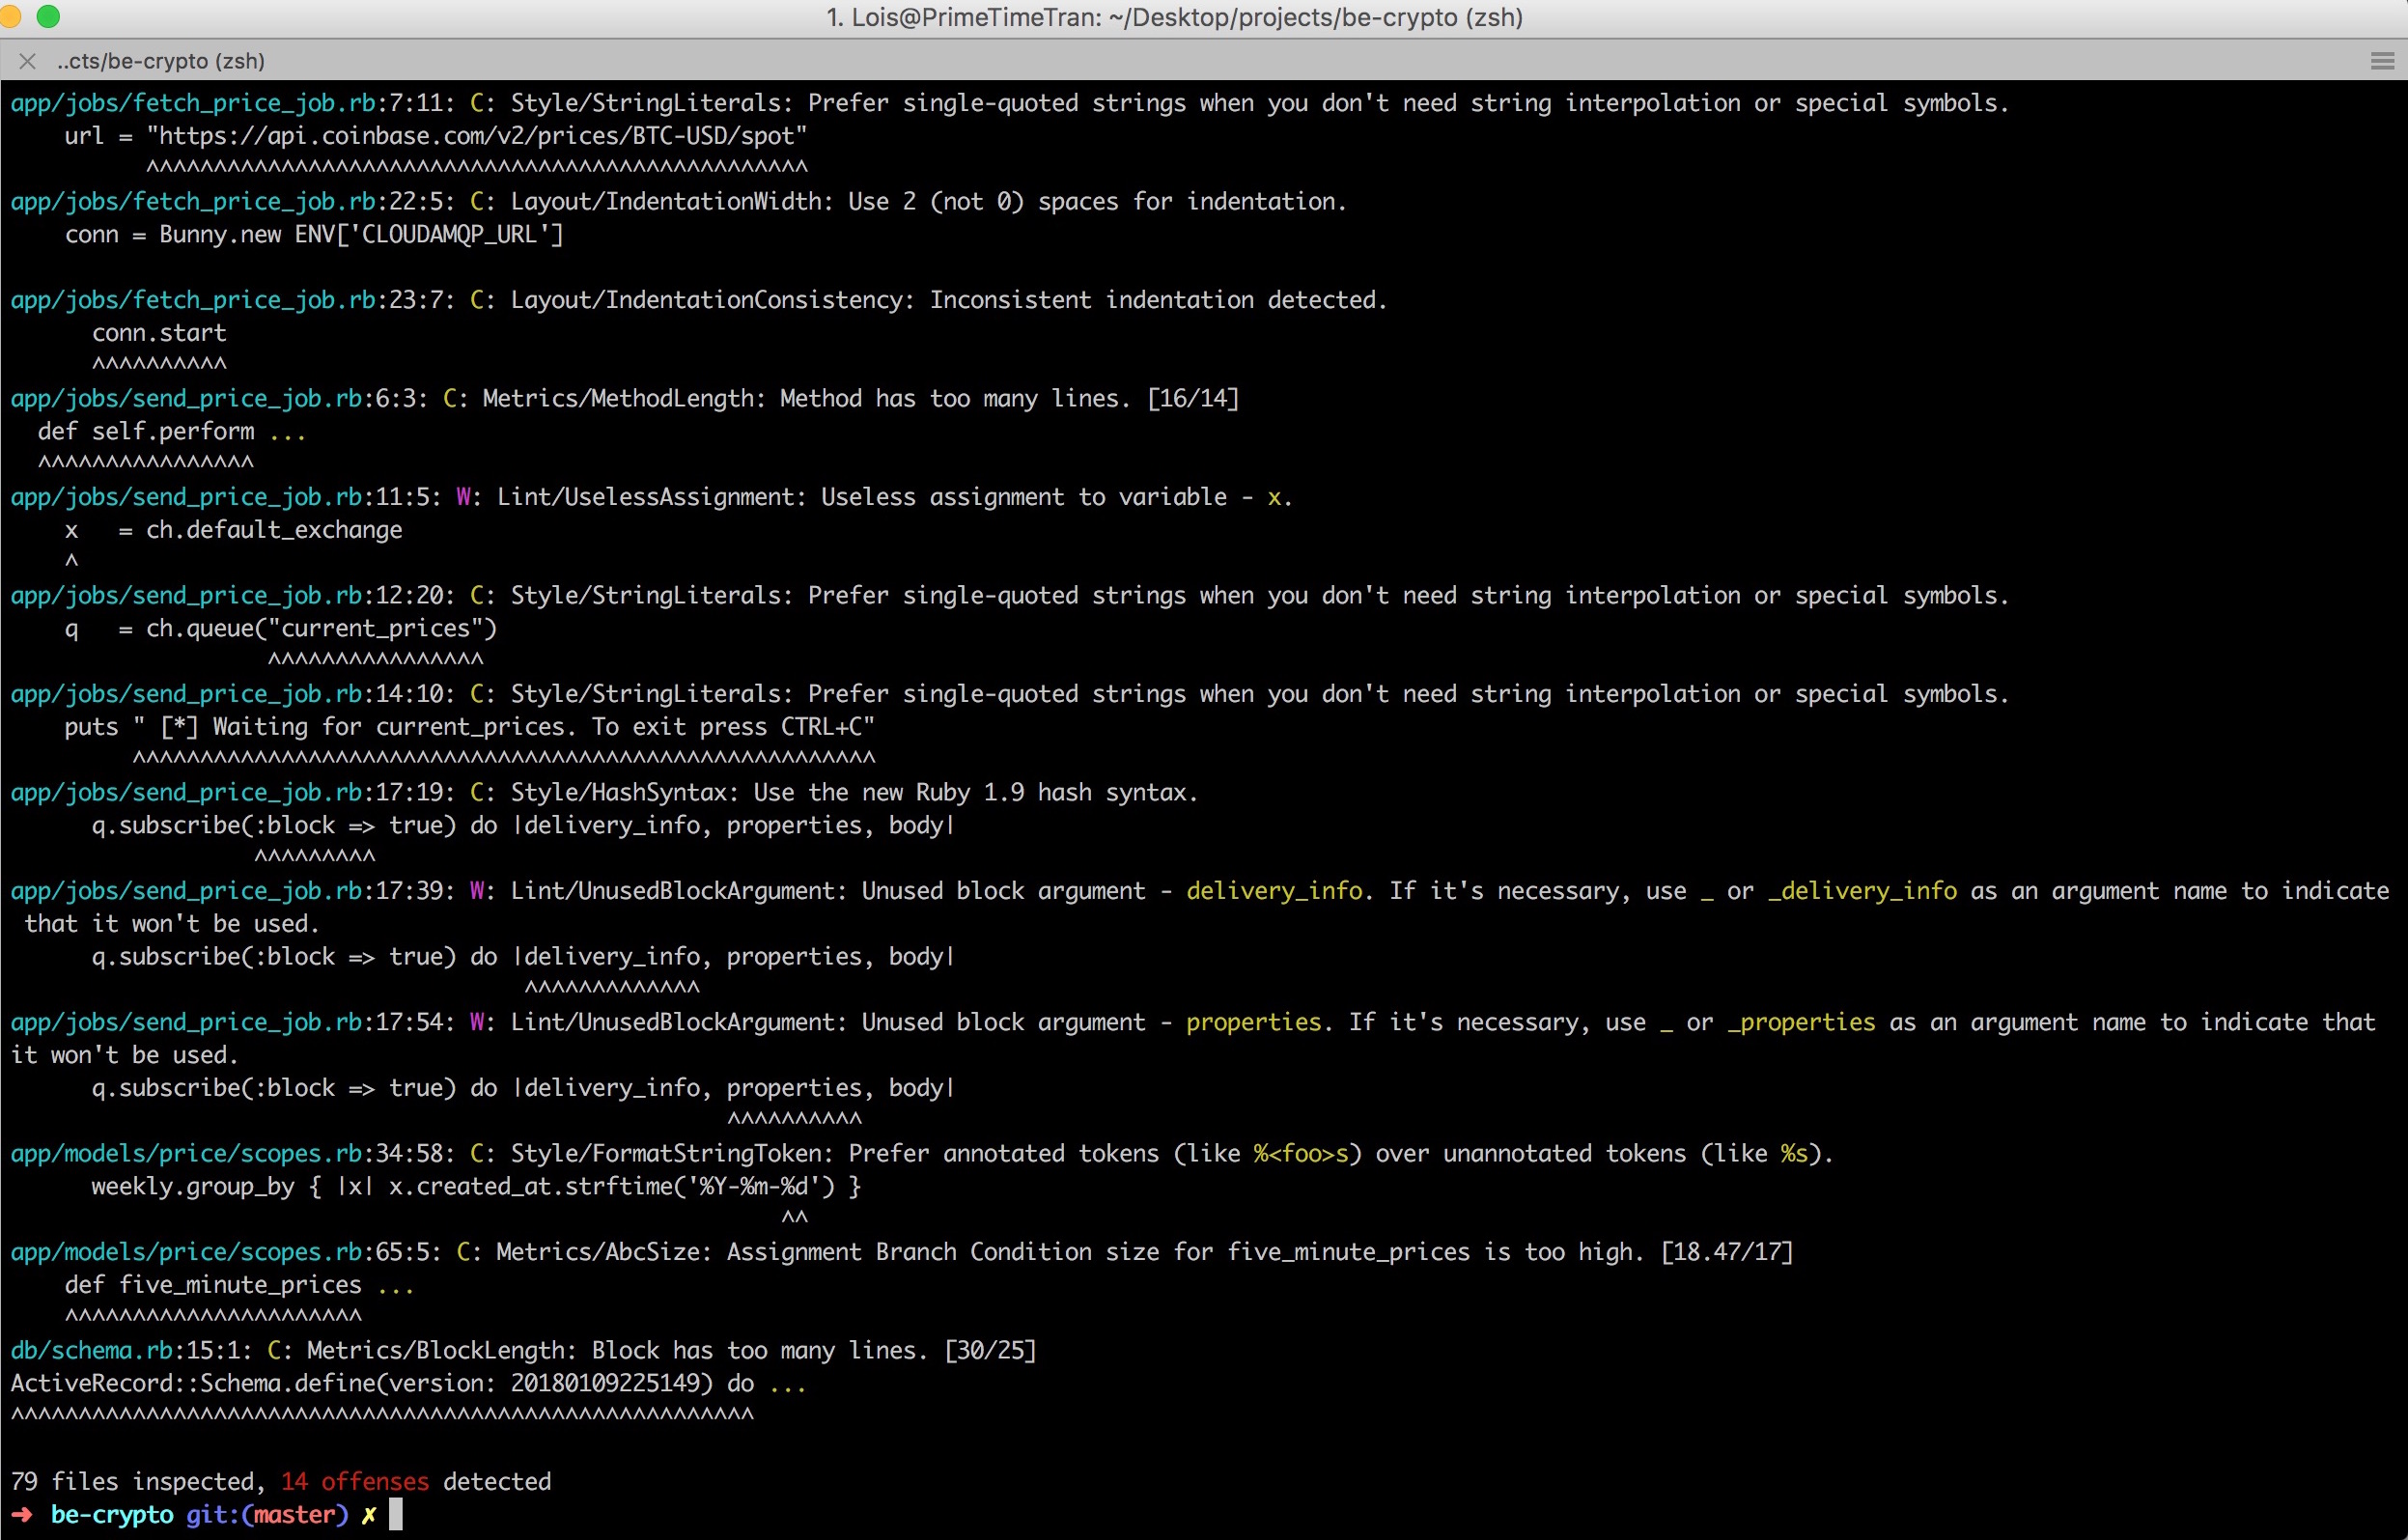 1. Lois@PrimeTimeTran: ~/Desktop/projects/be-crypto (zsh)
..cts/be-crypto (zsh)
app/jobs/fetch_price_job.rb:7:11: C: Style/StringLiterals: Prefer single-quoted strings when you don't need string interpolation or special symbols.
    url = "https://api.coinbase.com/v2/prices/BTC-USD/spot"
          ^^^^^^^^^^^^^^^^^^^^^^^^^^^^^^^^^^^^^^^^^^^^^^^^^
app/jobs/fetch_price_job.rb:22:5: C: Layout/IndentationWidth: Use 2 (not 0) spaces for indentation.
    conn = Bunny.new ENV['CLOUDAMQP_URL']

app/jobs/fetch_price_job.rb:23:7: C: Layout/IndentationConsistency: Inconsistent indentation detected.
      conn.start
      ^^^^^^^^^^
app/jobs/send_price_job.rb:6:3: C: Metrics/MethodLength: Method has too many lines. [16/14]
  def self.perform ...
  ^^^^^^^^^^^^^^^^
app/jobs/send_price_job.rb:11:5: W: Lint/UselessAssignment: Useless assignment to variable - x.
    x   = ch.default_exchange
    ^
app/jobs/send_price_job.rb:12:20: C: Style/StringLiterals: Prefer single-quoted strings when you don't need string interpolation or special symbols.
    q   = ch.queue("current_prices")
                   ^^^^^^^^^^^^^^^^
app/jobs/send_price_job.rb:14:10: C: Style/StringLiterals: Prefer single-quoted strings when you don't need string interpolation or special symbols.
    puts " [*] Waiting for current_prices. To exit press CTRL+C"
         ^^^^^^^^^^^^^^^^^^^^^^^^^^^^^^^^^^^^^^^^^^^^^^^^^^^^^^^
app/jobs/send_price_job.rb:17:19: C: Style/HashSyntax: Use the new Ruby 1.9 hash syntax.
      q.subscribe(:block => true) do |delivery_info, properties, body|
                  ^^^^^^^^^
app/jobs/send_price_job.rb:17:39: W: Lint/UnusedBlockArgument: Unused block argument - delivery_info. If it's necessary, use _ or _delivery_info as an argument name to indicate
 that it won't be used.
      q.subscribe(:block => true) do |delivery_info, properties, body|
                                      ^^^^^^^^^^^^^
app/jobs/send_price_job.rb:17:54: W: Lint/UnusedBlockArgument: Unused block argument - properties. If it's necessary, use _ or _properties as an argument name to indicate that
it won't be used.
      q.subscribe(:block => true) do |delivery_info, properties, body|
                                                     ^^^^^^^^^^
app/models/price/scopes.rb:34:58: C: Style/FormatStringToken: Prefer annotated tokens (like %<foo>s) over unannotated tokens (like %s).
      weekly.group_by { |x| x.created_at.strftime('%Y-%m-%d') }
                                                         ^^
app/models/price/scopes.rb:65:5: C: Metrics/AbcSize: Assignment Branch Condition size for five_minute_prices is too high. [18.47/17]
    def five_minute_prices ...
    ^^^^^^^^^^^^^^^^^^^^^^
db/schema.rb:15:1: C: Metrics/BlockLength: Block has too many lines. [30/25]
ActiveRecord::Schema.define(version: 20180109225149) do ...
^^^^^^^^^^^^^^^^^^^^^^^^^^^^^^^^^^^^^^^^^^^^^^^^^^^^^^^

79 files inspected, 14 offenses detected
➜ be-crypto git:(master) ✗